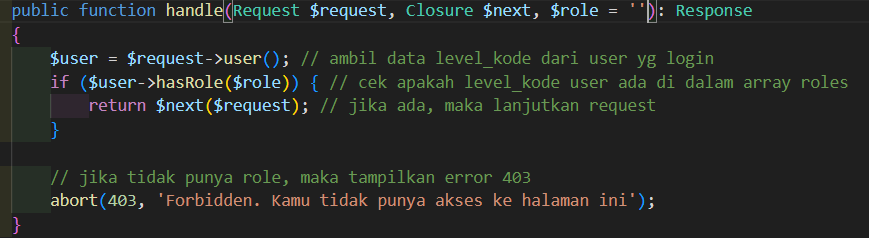 public function handle(Request $request, Closure $next, $role = ''): Response
{
    $user = $request->user(); // ambil data level_kode dari user yg login
    if ($user->hasRole($role)) { // cek apakah level_kode user ada di dalam array roles
        return $next($request); // jika ada, maka lanjutkan request
    }

    // jika tidak punya role, maka tampilkan error 403
    abort(403, 'Forbidden. Kamu tidak punya akses ke halaman ini');
}